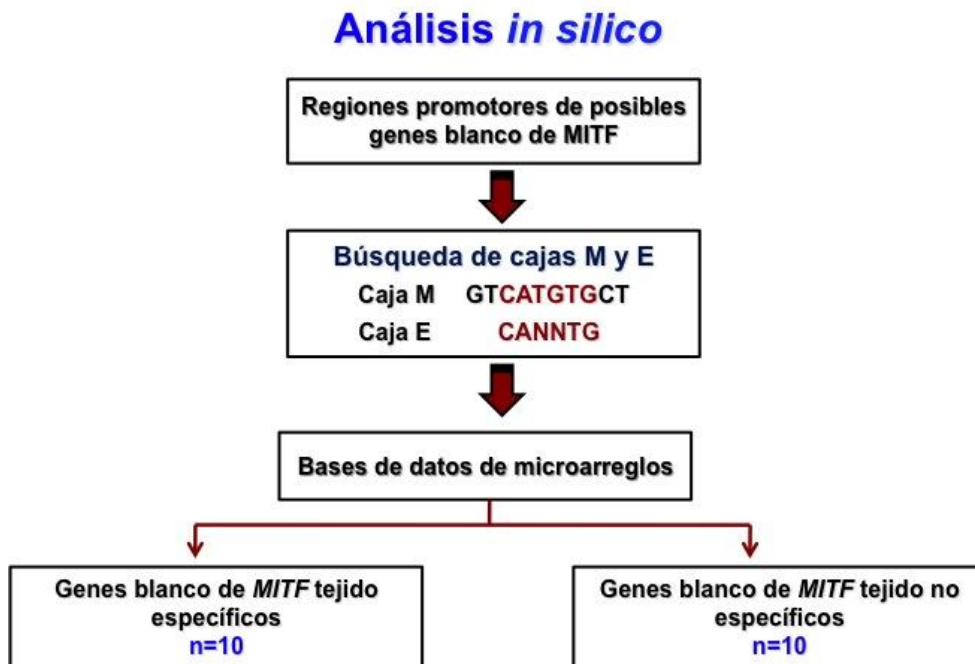 Análisis in silico
Regiones promotores de posibles
genes blanco de MITF
Búsqueda de cajas M y E
Caja M GTCATGTGCT
Caja E CANNTG
Bases de datos de microarreglos
Genes blanco de MITF tejido
específicos
n=10
Genes blanco de MITF tejido no
específicos
n=10